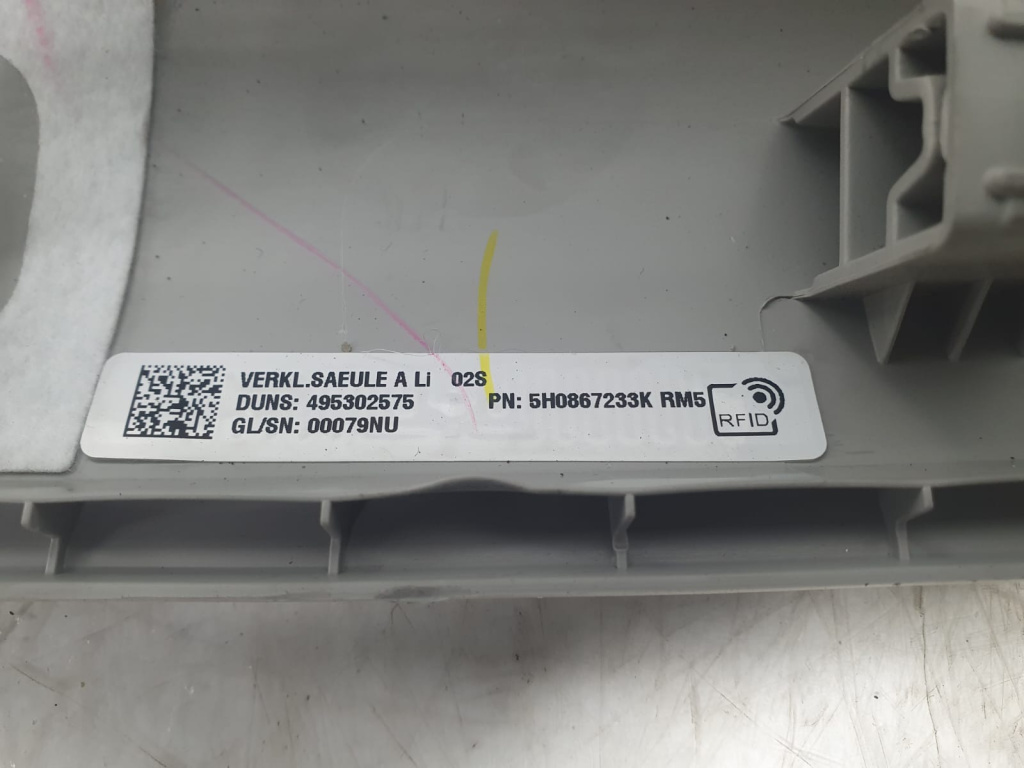 VERKL.SAEULE A Li 02S
DUNS: 495302575 PN: 5H0867233K RM5
GL/SN: 00079NU
RFID